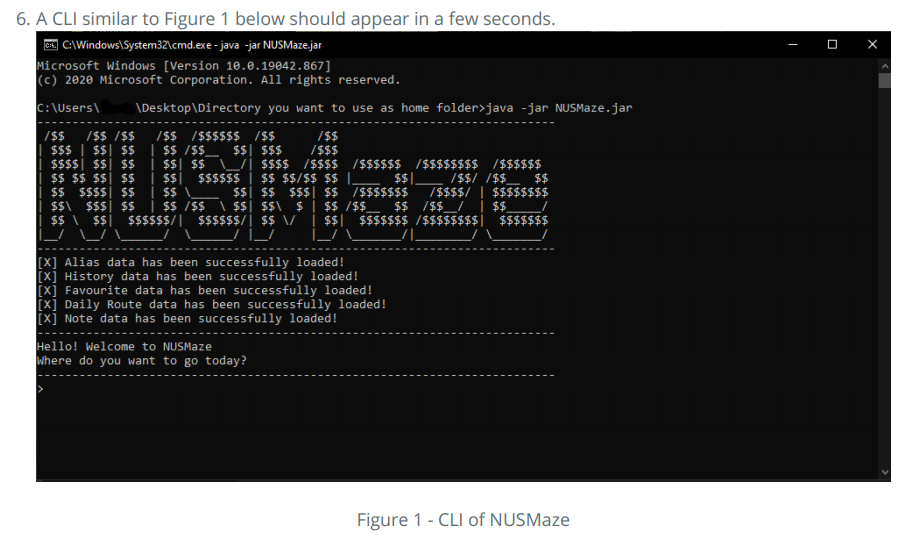 6. A CLI similar to Figure 1 below should appear in a few seconds.
C:\Windows\System32\cmd.exe - java -jar NUSMaze.jar
Microsoft Windows [Version 10.0.19042.867]
(c) 2020 Microsoft Corporation. All rights reserved.
C:\Users\ \Desktop\Directory you want to use as home folder>java -jar NUSMaze.jar
NUSMaze
[X] Alias data has been successfully loaded!
[X] History data has been successfully loaded!
[X] Favourite data has been successfully loaded!
[X] Daily Route data has been successfully loaded!
[X] Note data has been successfully loaded!
Hello! Welcome to NUSMaze
Where do you want to go today?
>
Figure 1 - CLI of NUSMaze